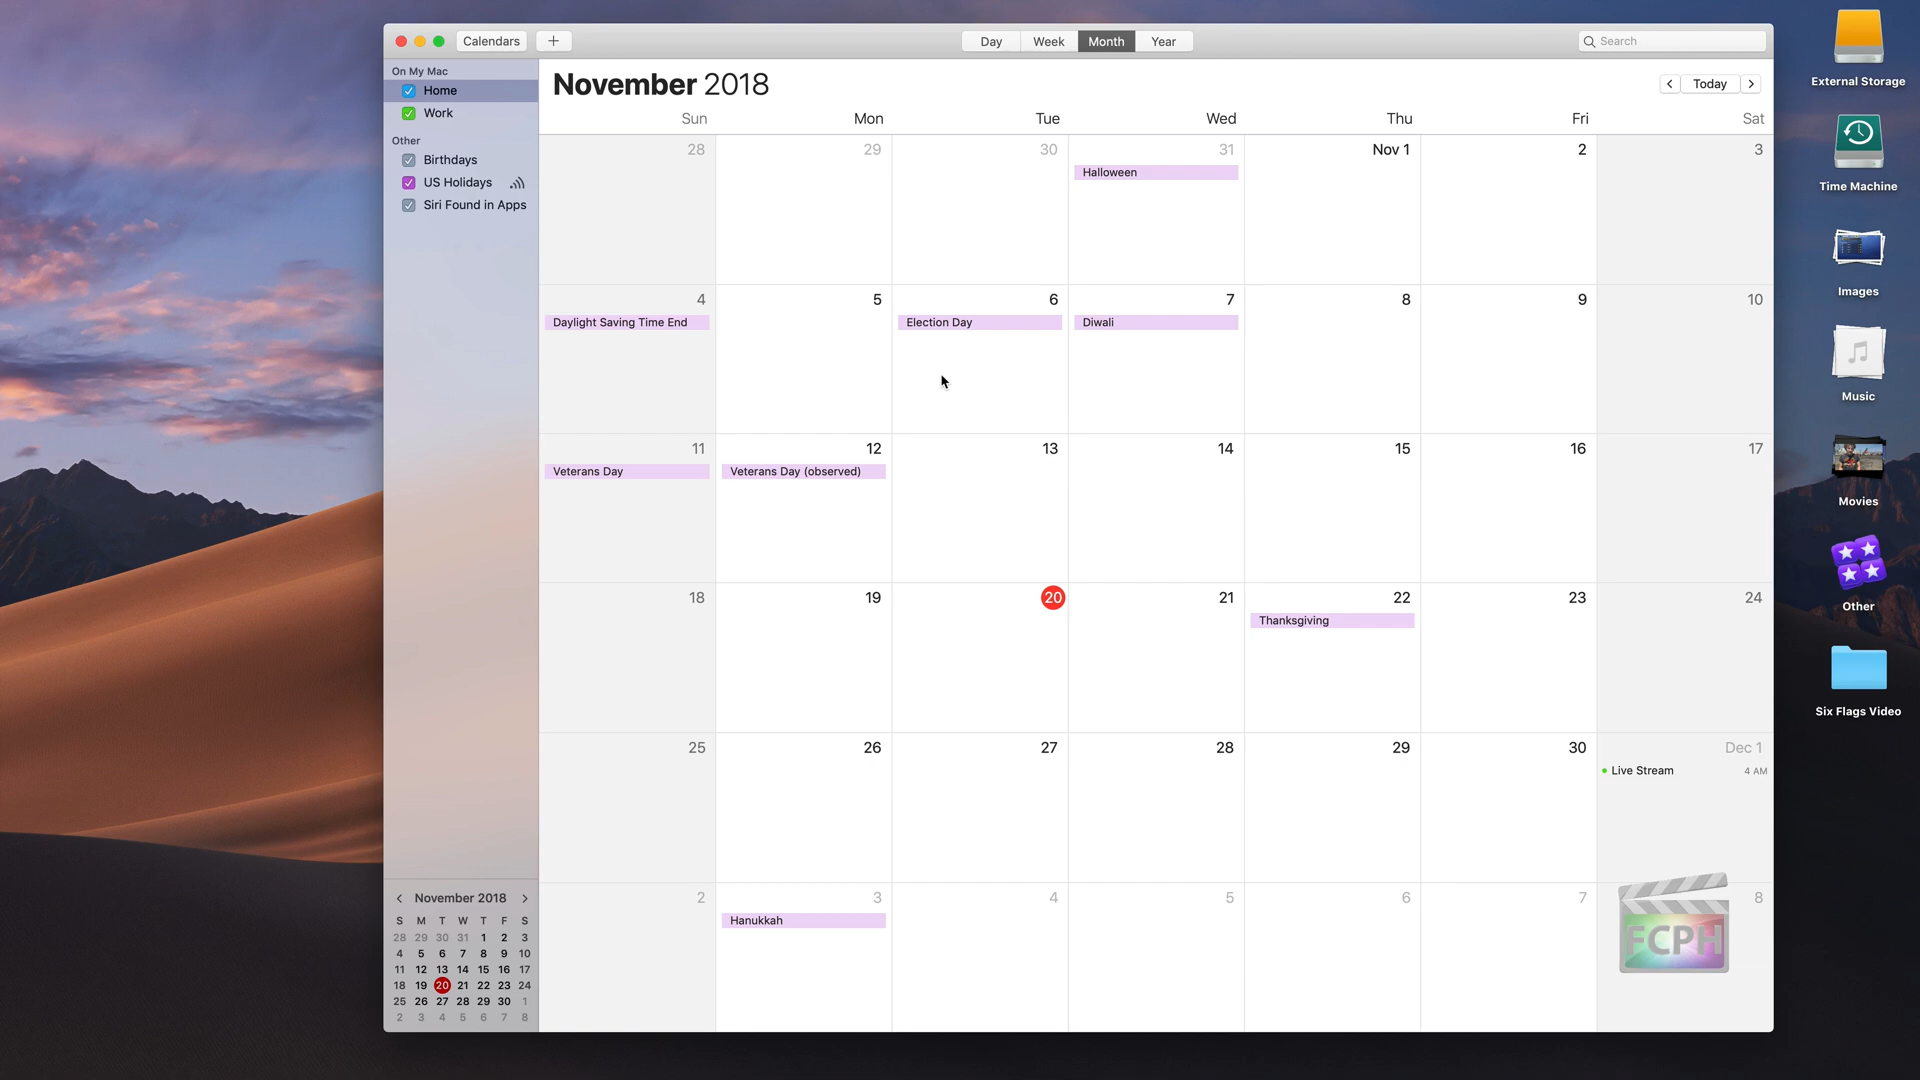 Calendars
+
Day Week Month Year
Search
On My Mac
Home
Work
Other
Birthdays
US Holidays
Siri Found in Apps
November 2018
< Today >
Sun Mon Tue Wed Thu Fri Sat
28 29 30 31 Nov 1 2 3
Halloween
4 5 6 7 8 9 10
Daylight Saving Time End Election Day Diwali
11 12 13 14 15 16 17
Veterans Day Veterans Day (observed)
18 19 20 21 22 23 24
Thanksgiving
25 26 27 28 29 30 Dec 1
Live Stream 4 AM
2 3 4 5 6 7 8
Hanukkah
FCPH
< November 2018 >
S M T W T F S
28 29 30 31 1 2 3
4 5 6 7 8 9 10
11 12 13 14 15 16 17
18 19 20 21 22 23 24
25 26 27 28 29 30 1
2 3 4 5 6 7 8
External Storage
Time Machine
Images
Music
Movies
Other
Six Flags Video